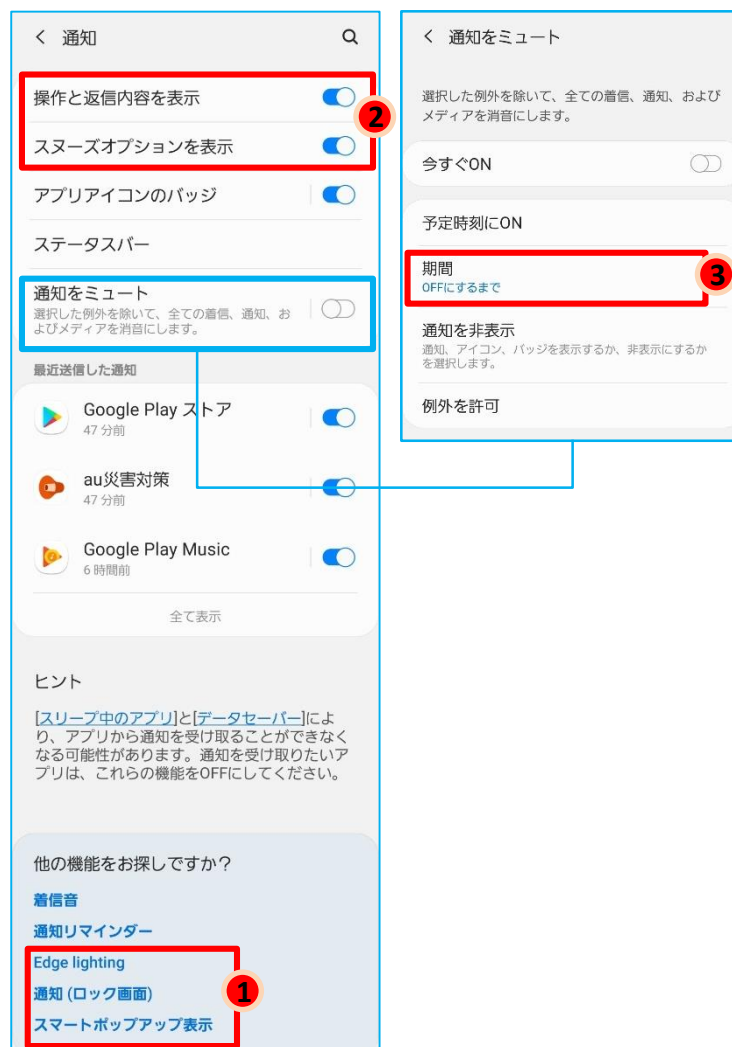 通知
操作と返信内容を表示
スヌーズオプションを表示
2
アプリアイコンのバッジ
ステータスバー
通知をミュート
選択した例外を除いて、全ての着信、通知、お
よびメディアを消音にします。
最近送信した通知
Google Play ストア
47 分前
au災害対策
47 分前
Google Play Music
6 時間前
全て表示
ヒント
[スリープ中のアプリ]と[データセーバー]によ
り、アプリから通知を受け取ることができなく
なる可能性があります。通知を受け取りたいア
プリは、これらの機能をOFFにしてください。
他の機能をお探しですか？
着信音
通知リマインダー
Edge lighting
通知 (ロック画面)
1
スマートポップアップ表示
通知をミュート
選択した例外を除いて、全ての着信、通知、および
メディアを消音にします。
今すぐON
予定時刻にON
期間
OFFにするまで
3
通知を非表示
通知、アイコン、バッジを表示するか、非表示にするか
を選択します。
例外を許可